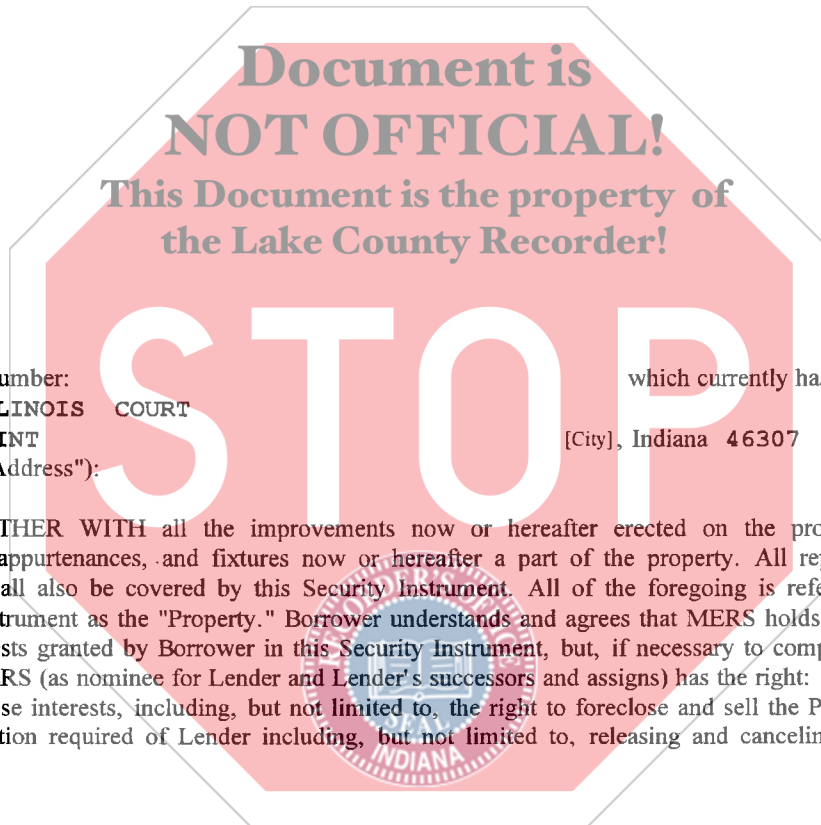 Document is
NOT OFFICIAL!
This Document is the property of
the Lake County Recorder!
STOP
umber: which currently ha
LINOIS COURT
INT [City], Indiana 46307
Address"):
THER WITH all the improvements now or hereafter erected on the pro
appurtenances, and fixtures now or hereafter a part of the property. All re
all also be covered by this Security Instrument. All of the foregoing is refe
trument as the "Property." Borrower understands and agrees that MERS holds
sts granted by Borrower in this Security Instrument, but, if necessary to comp
RS (as nominee for Lender and Lender's successors and assigns) has the right:
se interests, including, but not limited to, the right to foreclose and sell the P
tion required of Lender including, but not limited to, releasing and cancelin
RECORDER'S OFFICE
SEAL
INDIANA